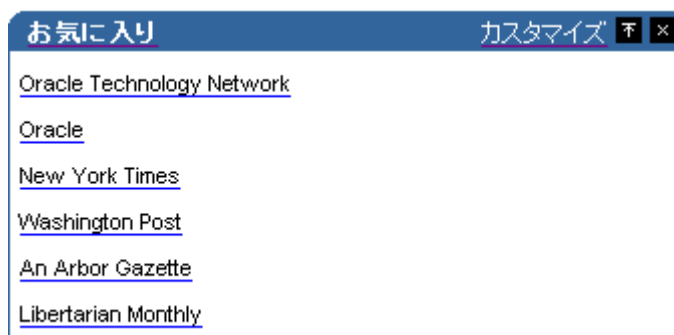 お気に入り カスタマイズ
Oracle Technology Network
Oracle
New York Times
Washington Post
An Arbor Gazette
Libertarian Monthly